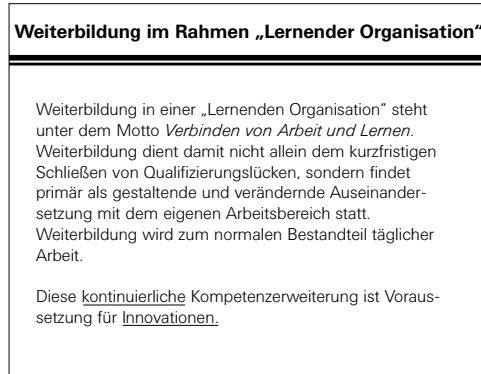 Weiterbildung im Rahmen „Lernender Organisation“
Weiterbildung in einer „Lernenden Organisation“ steht
unter dem Motto Verbinden von Arbeit und Lernen.
Weiterbildung dient damit nicht allein dem kurzfristigen
Schließen von Qualifizierungslücken, sondern findet
primär als gestaltende und verändernde Auseinander-
setzung mit dem eigenen Arbeitsbereich statt.
Weiterbildung wird zum normalen Bestandteil täglicher
Arbeit.
Diese kontinuierliche Kompetenzerweiterung ist Voraus-
setzung für Innovationen.